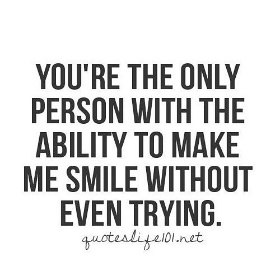 YOU'RE THE ONLY
PERSON WITH THE
ABILITY TO MAKE
ME SMILE WITHOUT
EVEN TRYING.
quoteslife101.net